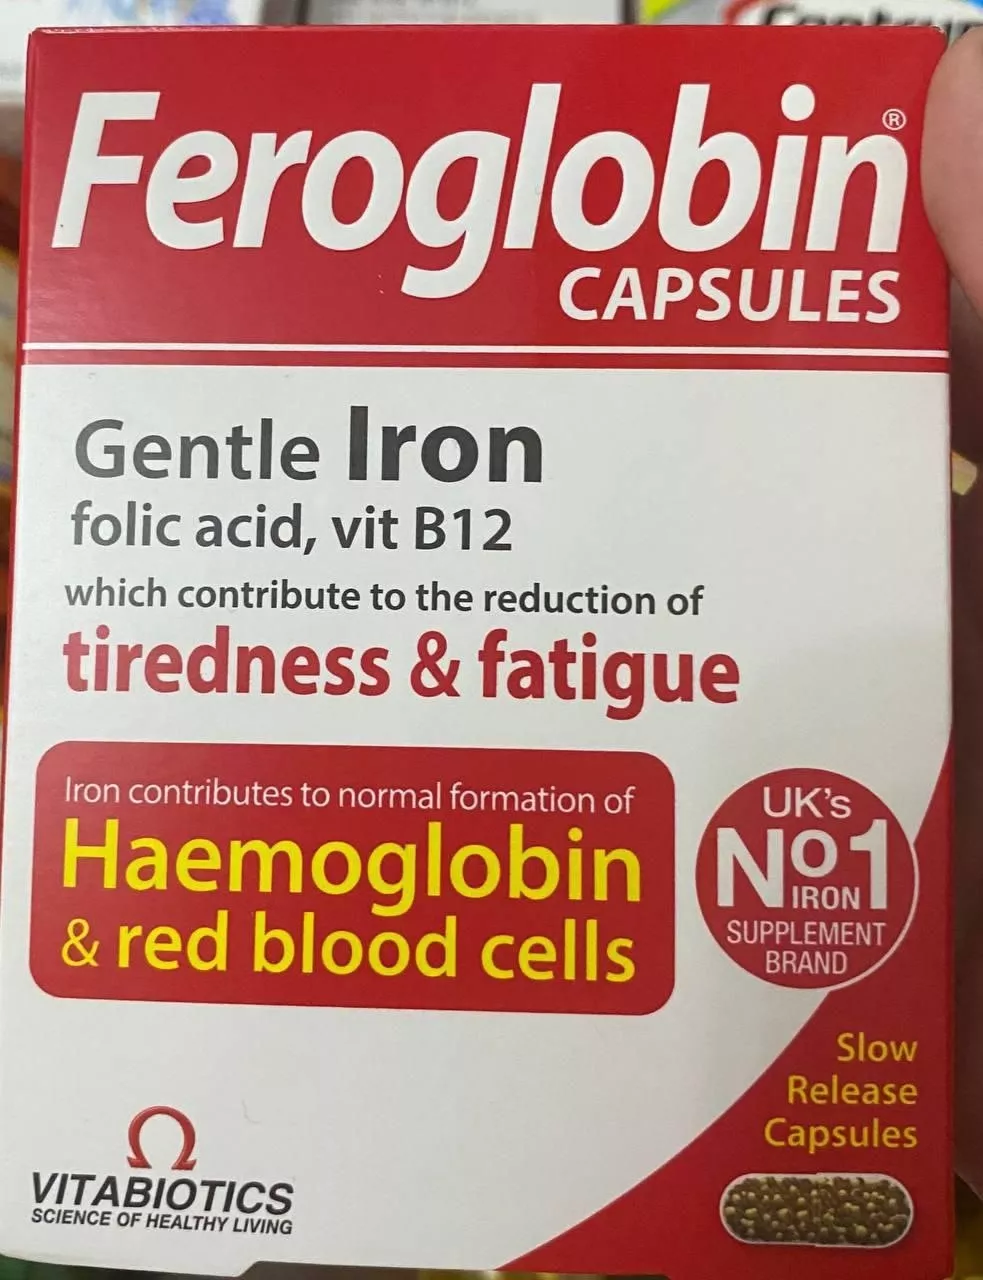 Feroglobin®
CAPSULES
Gentle Iron
folic acid, vit B12
which contribute to the reduction of
tiredness & fatigue
Iron contributes to normal formation of
Haemoglobin
& red blood cells
UK's
No1
IRON
SUPPLEMENT
BRAND
Slow
Release
Capsules
VITABIOTICS
SCIENCE OF HEALTHY LIVING